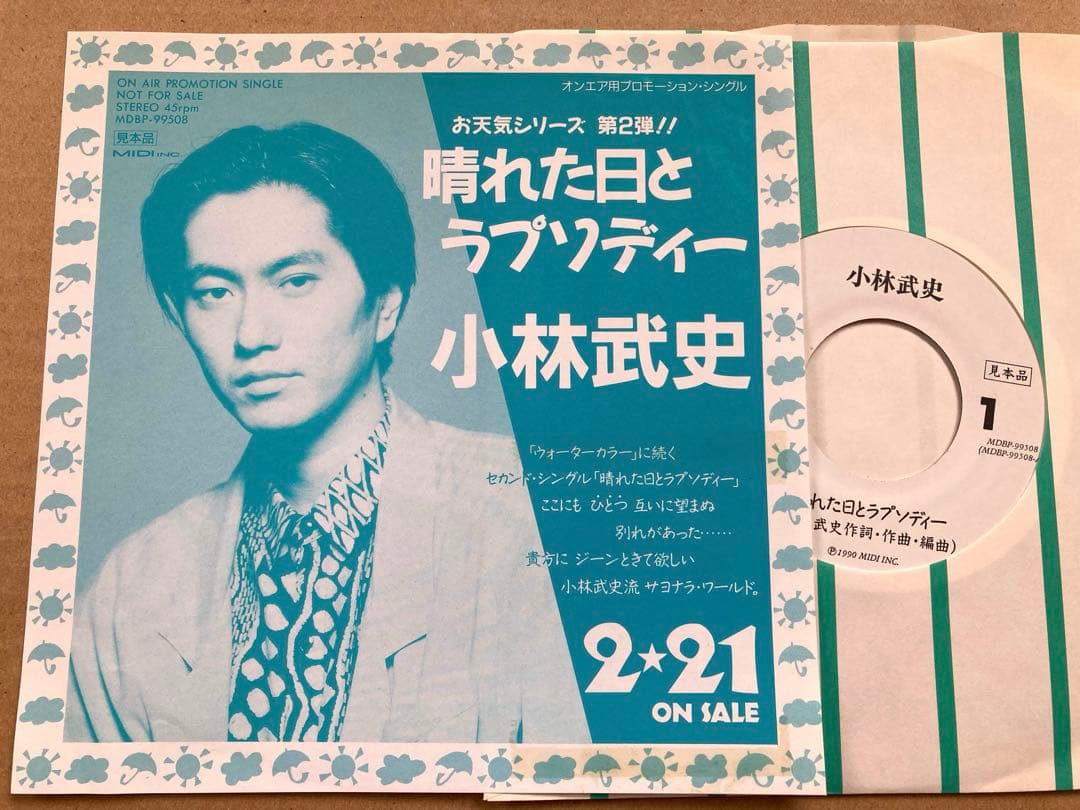 ON AIR PROMOTION SINGLE
NOT FOR SALE
STEREO 45rpm
MDBP-99508
見本品
MIDI INC.
オンエア用プロモーション・シングル
お天気シリーズ 第2弾!!
晴れた日と
ラプソディー
小林武史
「ウォーターカラー」に続く
セカンド・シングル「晴れた日とラプソディー」
ここにも ひとつ 互いに望まぬ
別れがあった……
貴方に ジーンときて欲しい
小林武史流 サヨナラ・ワールド。
2★21
ON SALE
小林武史
見本品
1
MDBP-99508
(MDBP-99508-
れた日とラプソディー
武史作詞・作曲・編曲)
Ⓟ1990 MIDI INC.